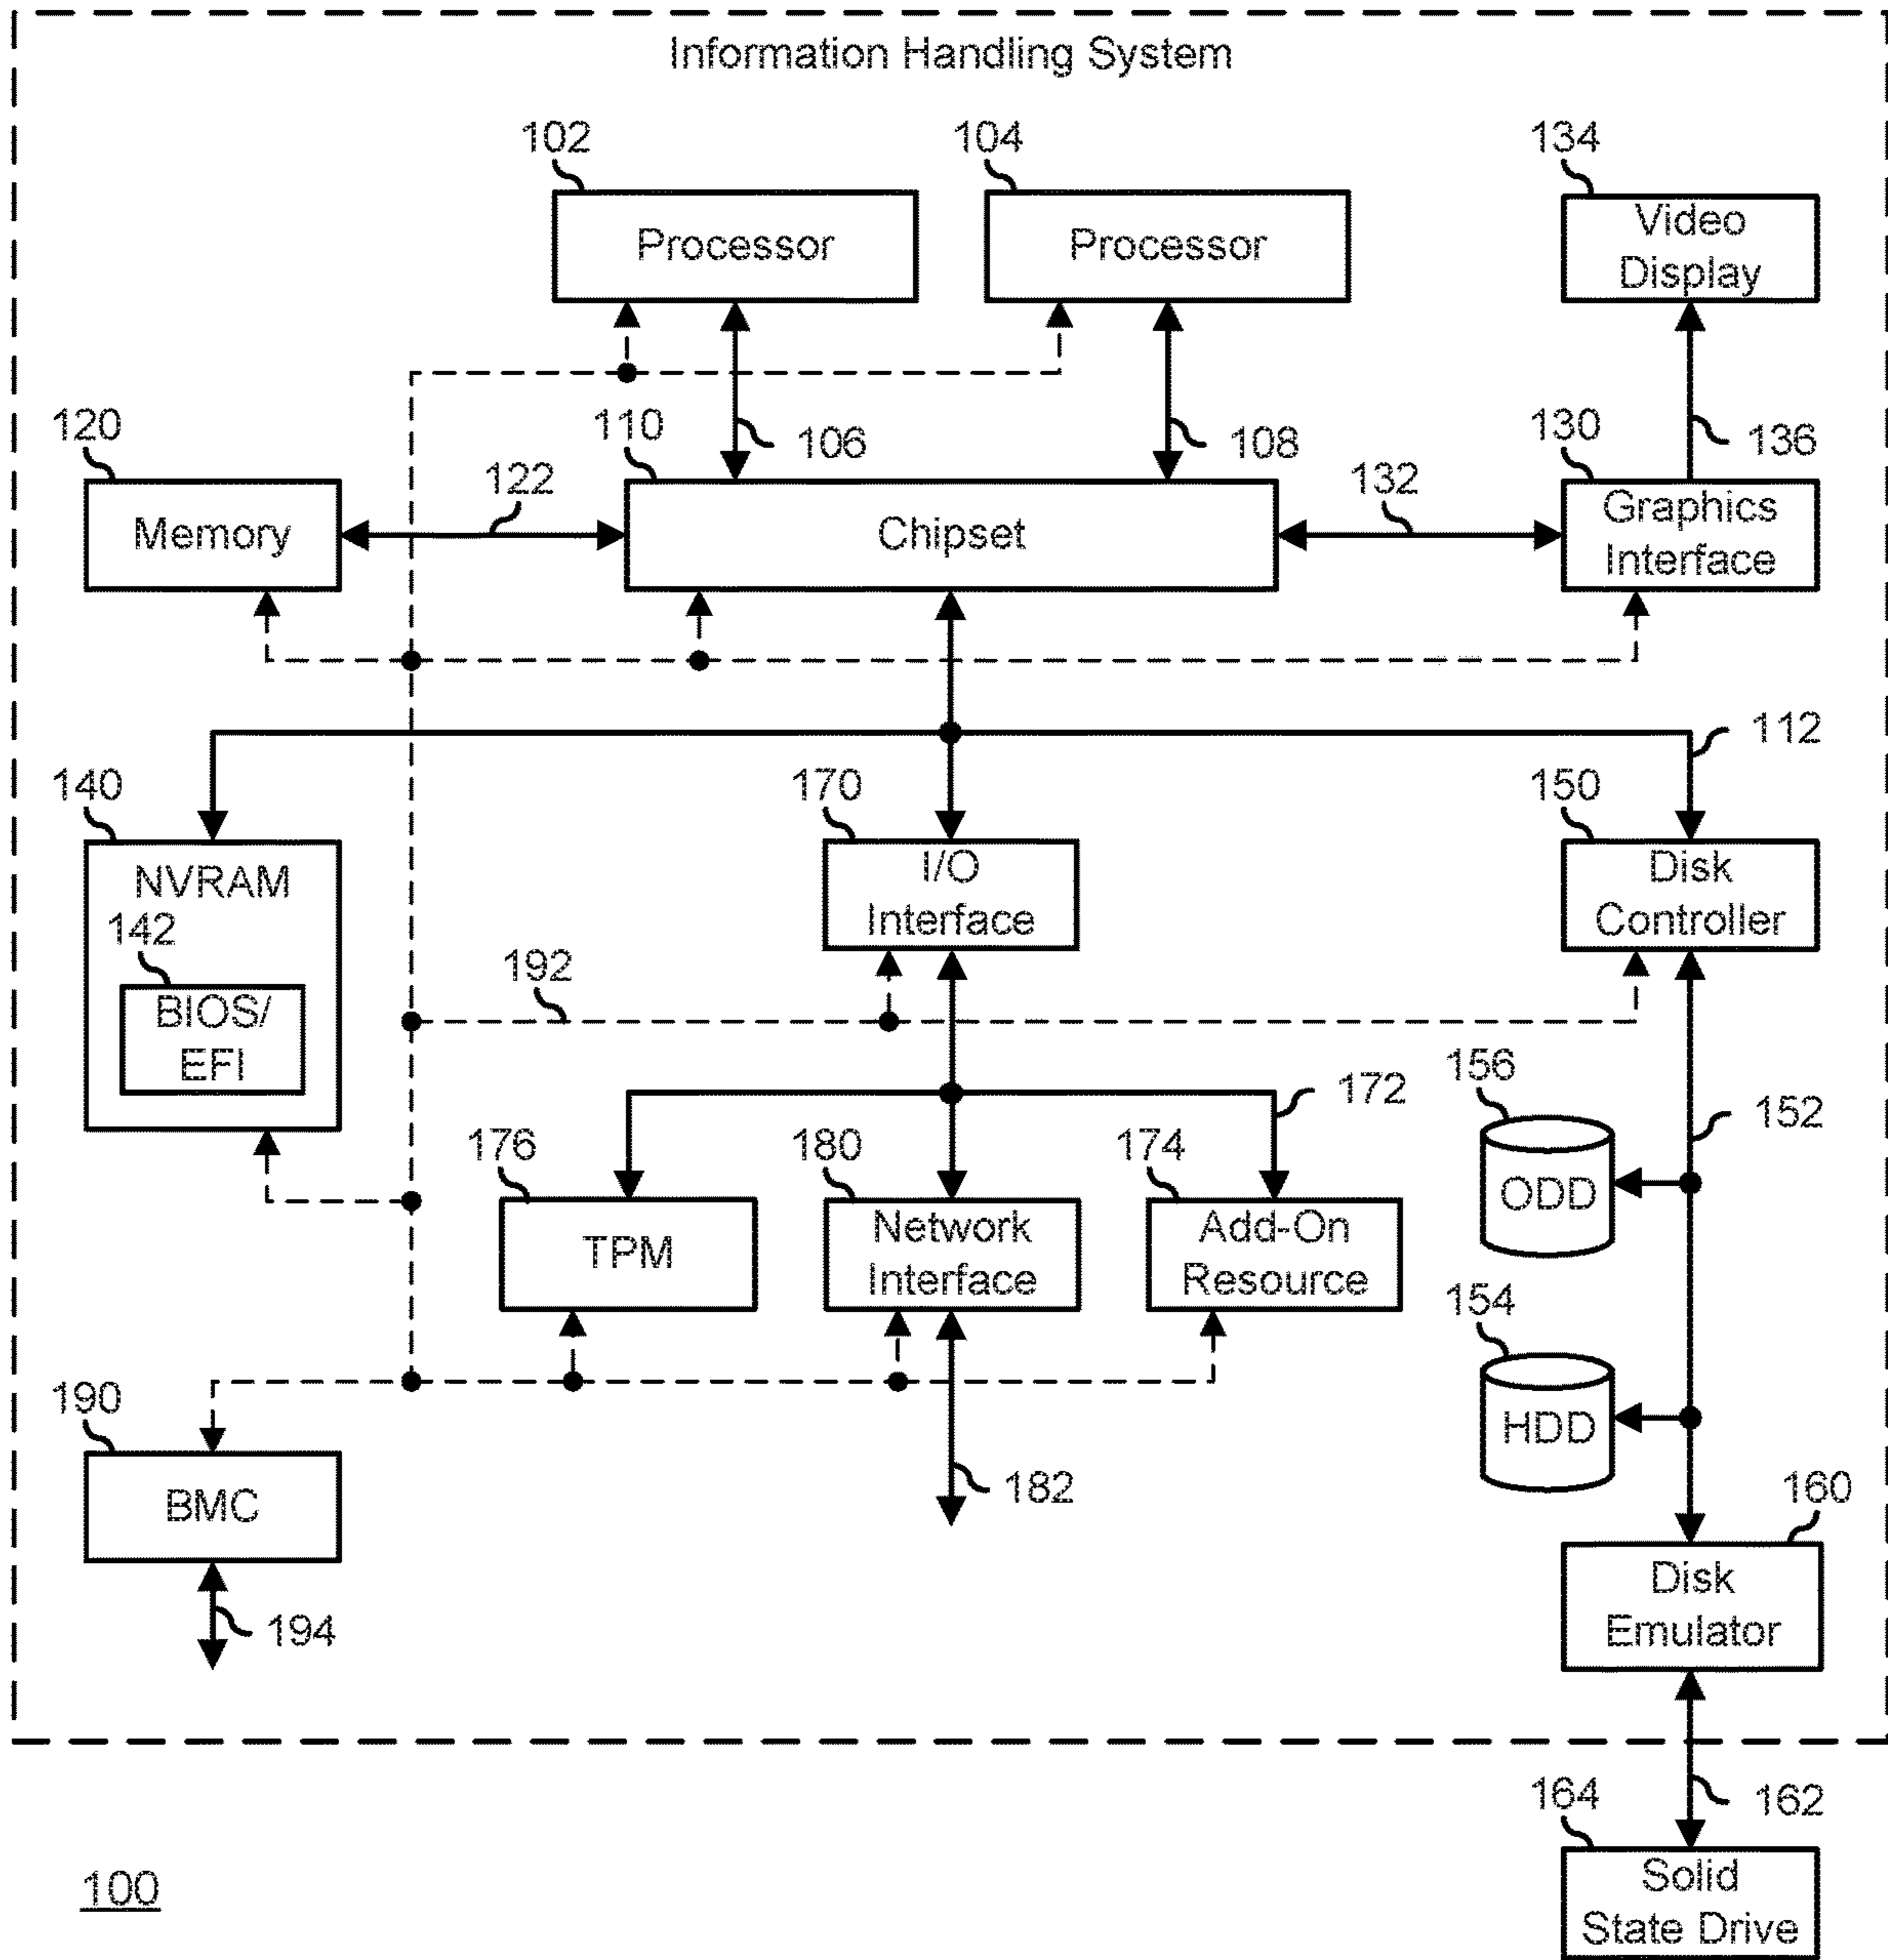 Information Handling System
102
104
134
Processor
Processor
Video
Display
120
110
106
108
130
136
122
132
Memory
Chipset
Graphics
Interface
112
140
170
150
NVRAM
I/O
Interface
Disk
Controller
142
192
BIOS/
EFI
156
172
152
176
180
174
ODD
TPM
Network
Interface
Add-On
Resource
154
190
HDD
182
160
BMC
Disk
Emulator
194
164
162
100
Solid
State Drive